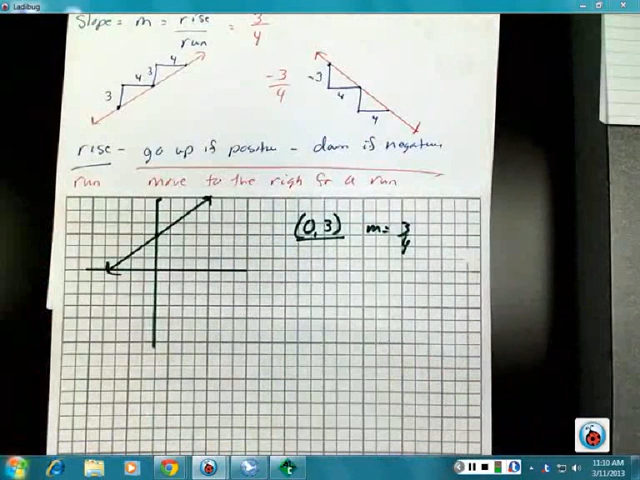 Ladibug
Slope = m = rise/run = 3/4
3 4 3 4
-3/4
-3 4 4
rise - go up if positive - down if negative
run move to the righ for a run
(0,3) m = 3/4
11:10 AM
3/11/2013